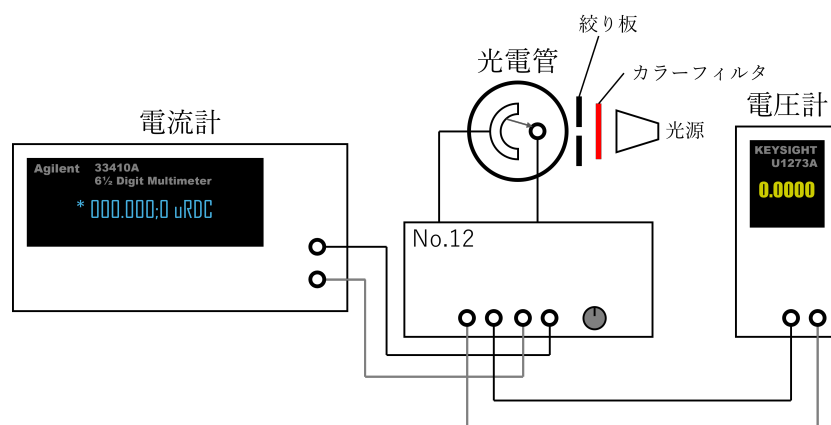 絞り板
光電管
カラーフィルタ
電圧計
電流計
光源
KEYSIGHT
U1273A
0.0000
Agilent 33410A
6½ Digit Multimeter
* 000.000;0 uRDC
No.12